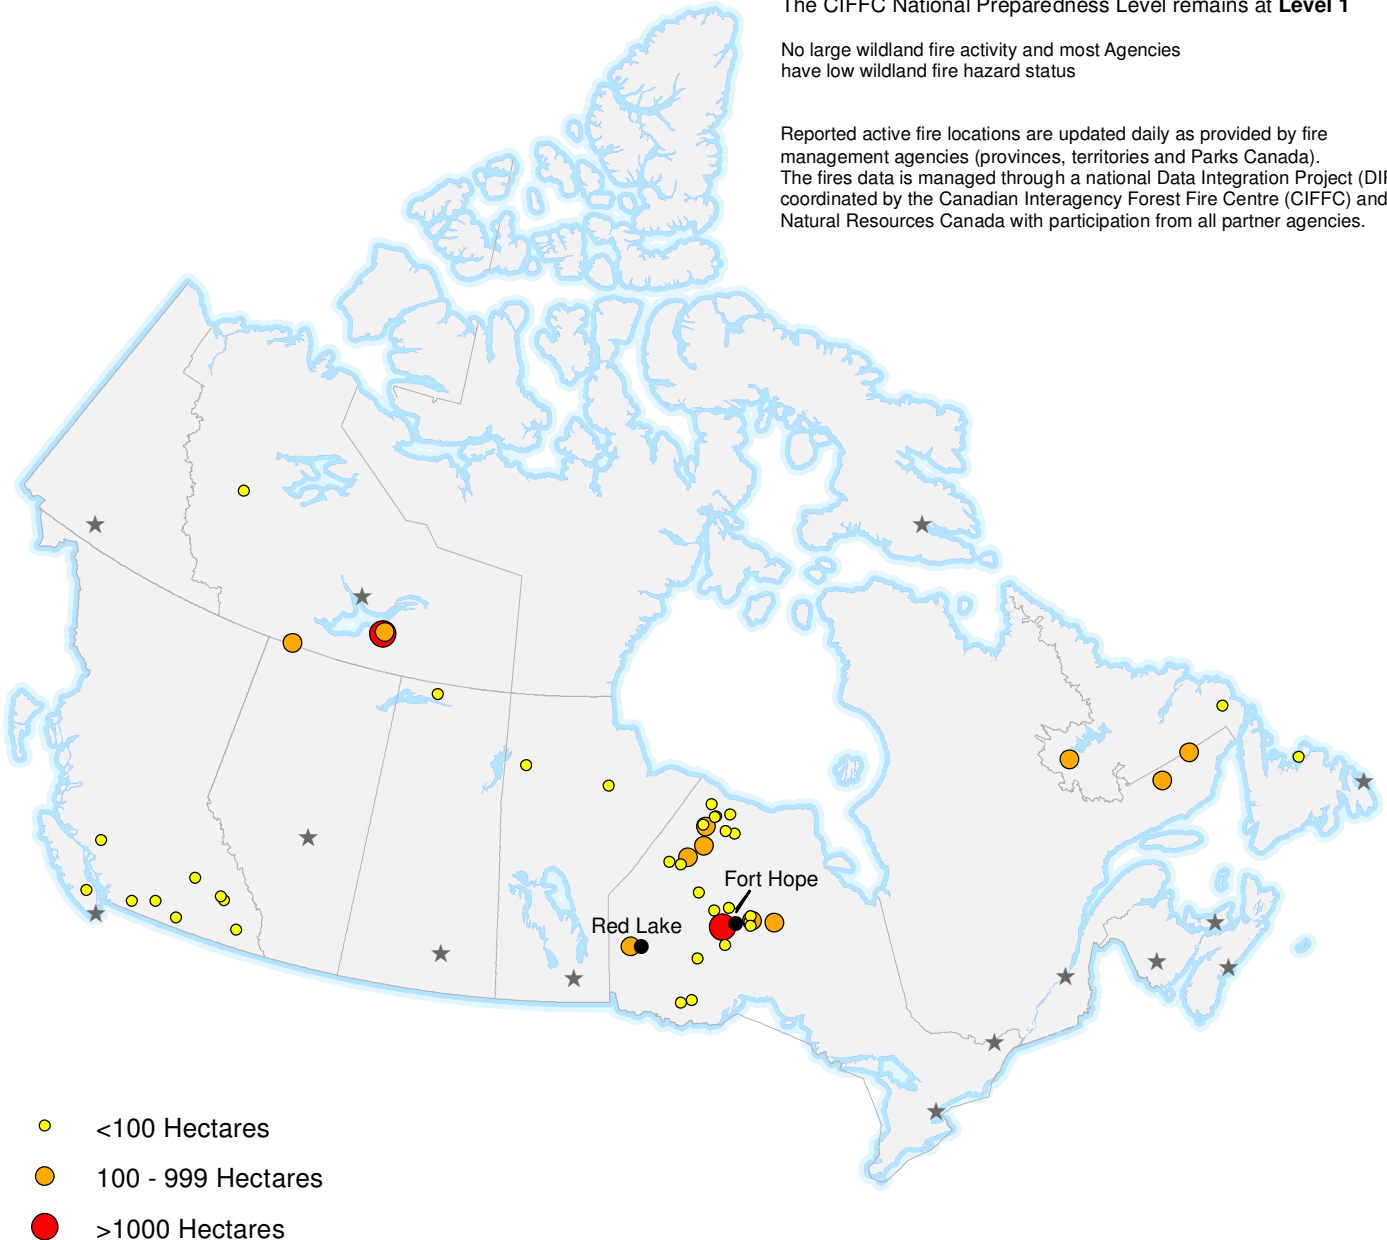 The CIFFC National Preparedness Level remains at Level 1
No large wildland fire activity and most Agencies
have low wildland fire hazard status
Reported active fire locations are updated daily as provided by fire
management agencies (provinces, territories and Parks Canada).
The fires data is managed through a national Data Integration Project (DIF
coordinated by the Canadian Interagency Forest Fire Centre (CIFFC) and
Natural Resources Canada with participation from all partner agencies.
Fort Hope
Red Lake
<100 Hectares
100 - 999 Hectares
>1000 Hectares